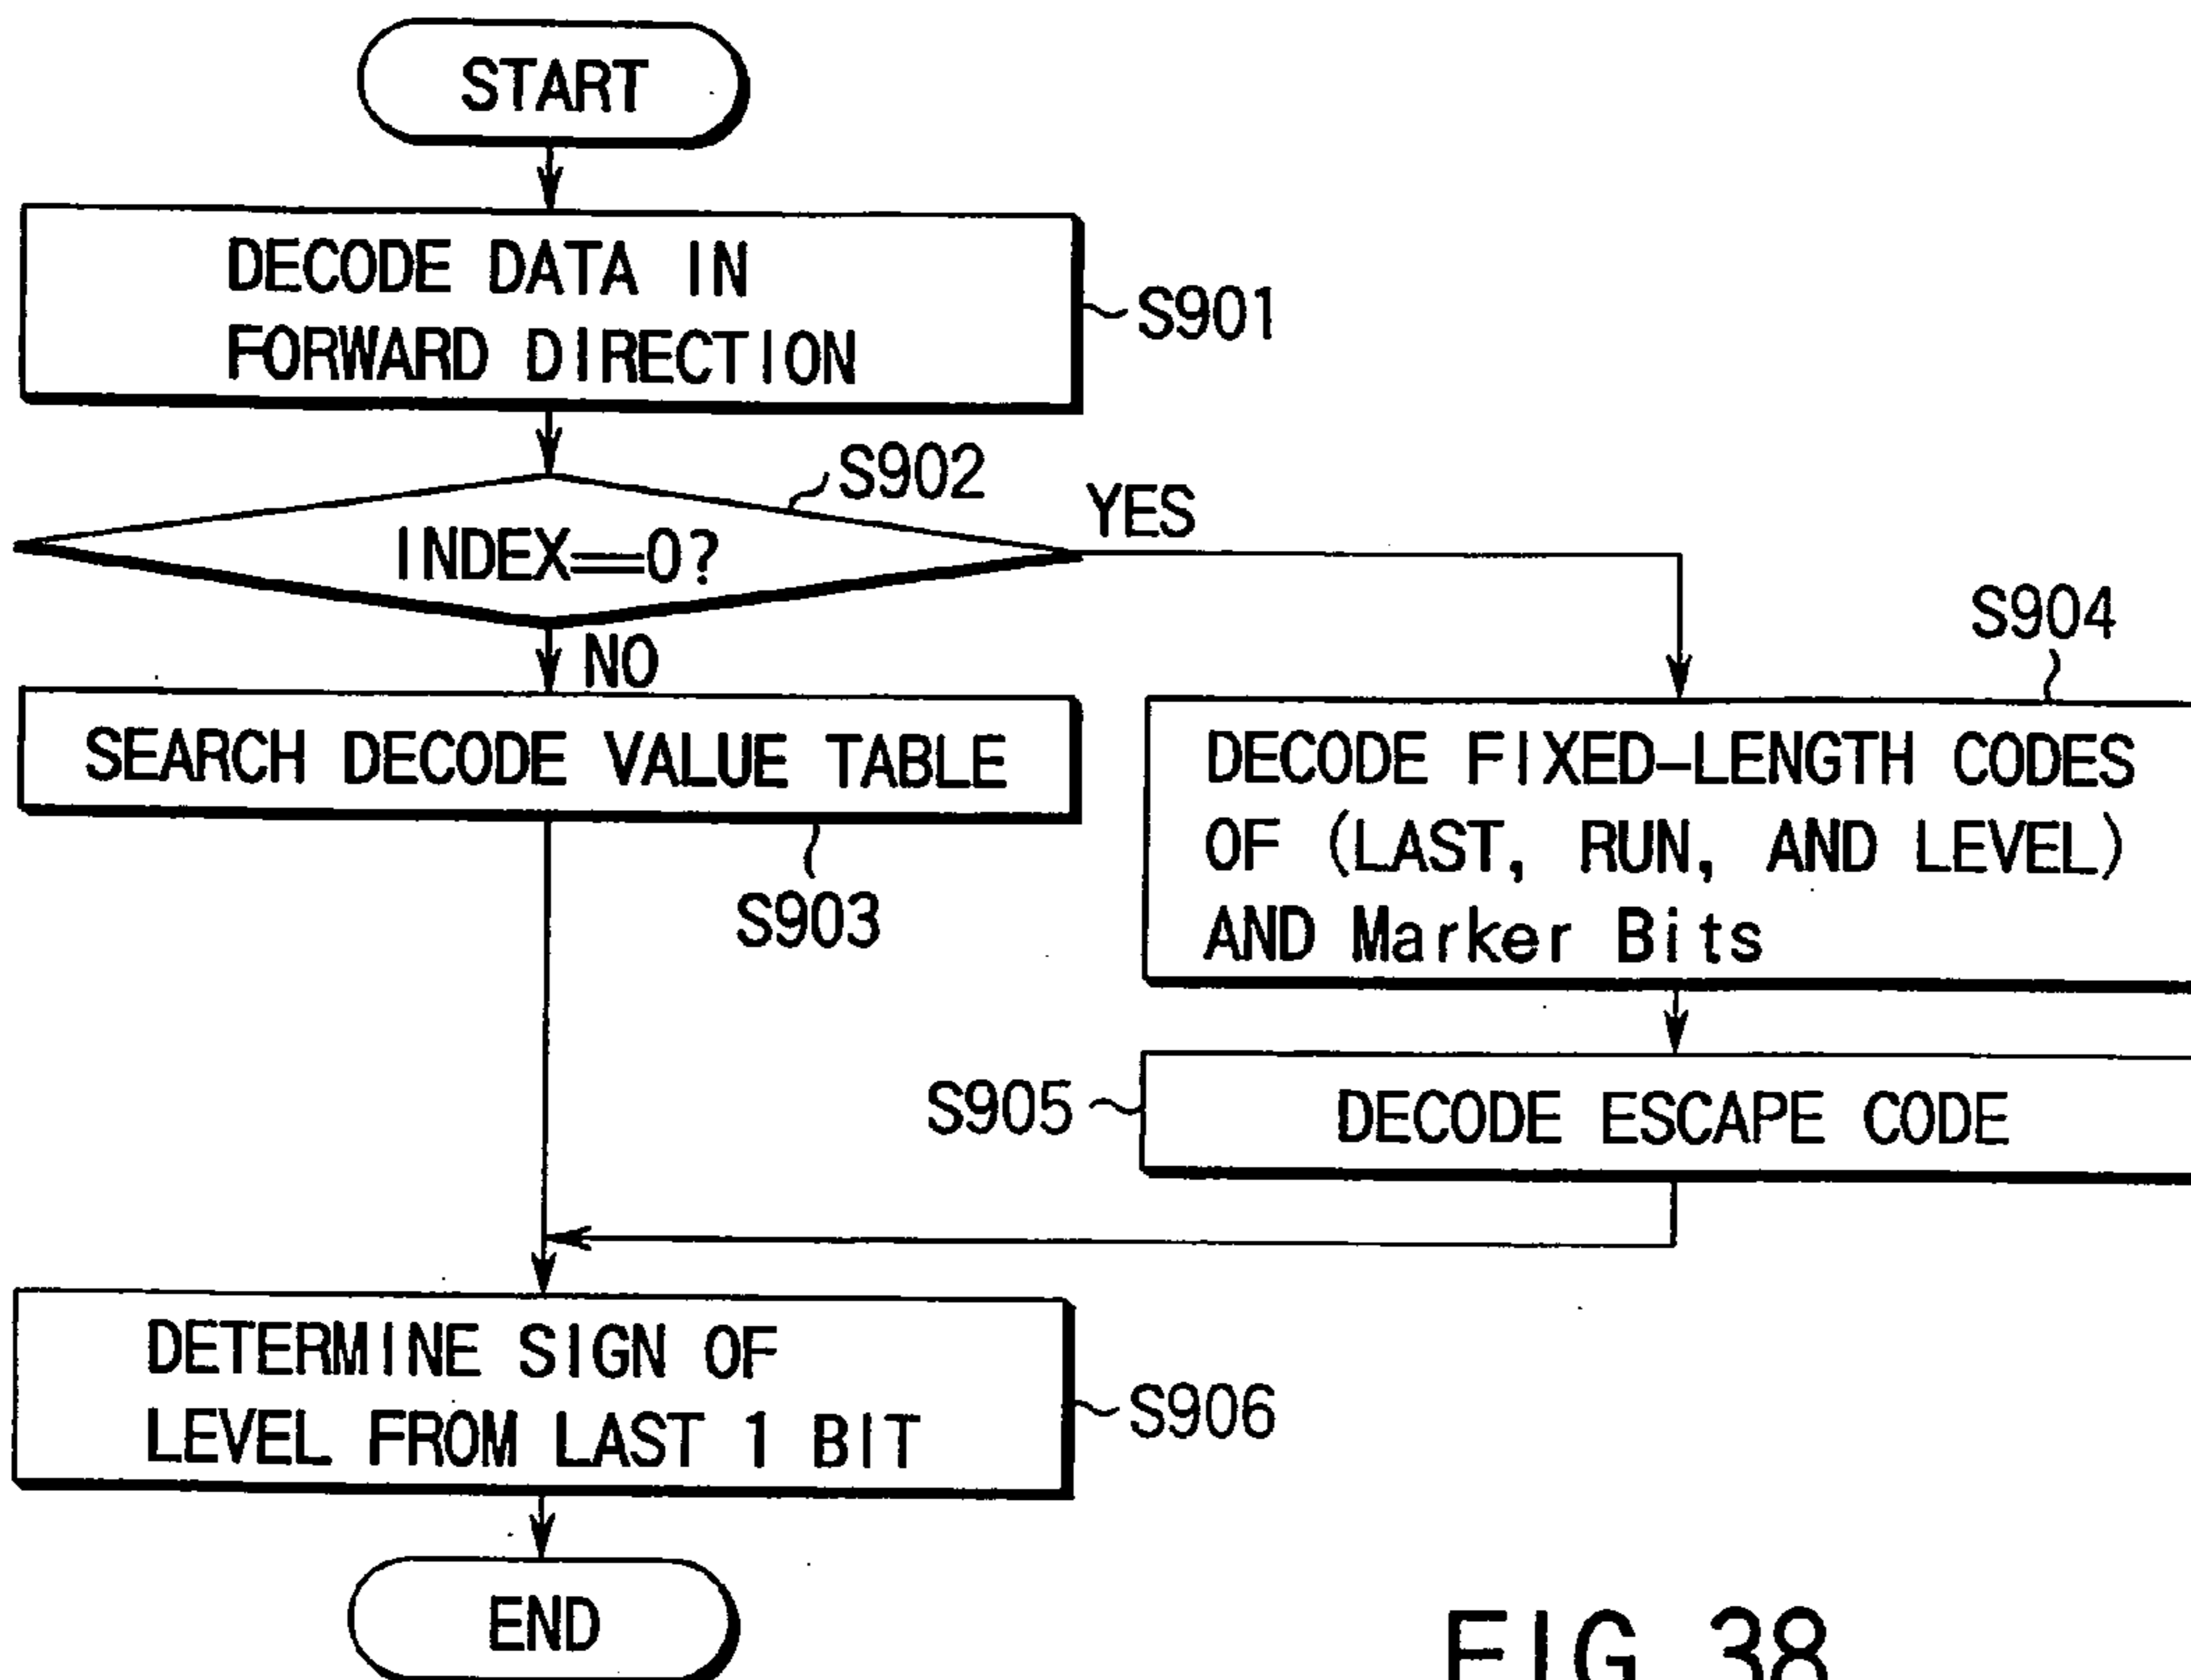 START
DECODE DATA IN
FORWARD DIRECTION
S901
S902
YES
INDEX==0?
NO
S904
SEARCH DECODE VALUE TABLE
S903
DECODE FIXED-LENGTH CODES
OF (LAST, RUN, AND LEVEL)
AND Marker Bits
S905
DECODE ESCAPE CODE
DETERMINE SIGN OF
LEVEL FROM LAST 1 BIT
S906
END
FIG. 38